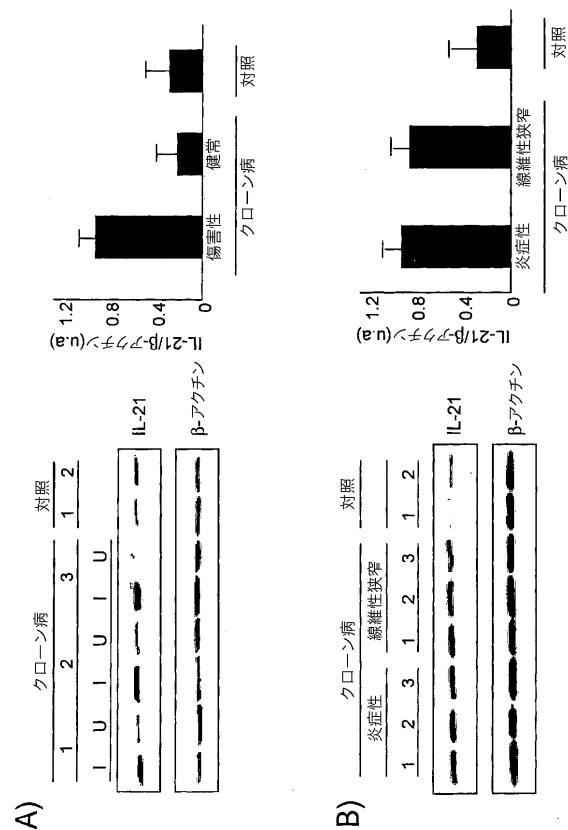 A)
クローン病
対照
1 2 3
1 2
I U I U I U
IL-21
β-アクチン
IL-21/β-アクチン(u.a)
1.2
0.8
0.4
0
傷害性
健常
対照
クローン病
B)
クローン病
対照
炎症性
線維性狭窄
1 2 3 1 2 3 1 2
IL-21
β-アクチン
IL-21/β-アクチン(u.a)
1.2
0.8
0.4
0
炎症性
線維性狭窄
対照
クローン病